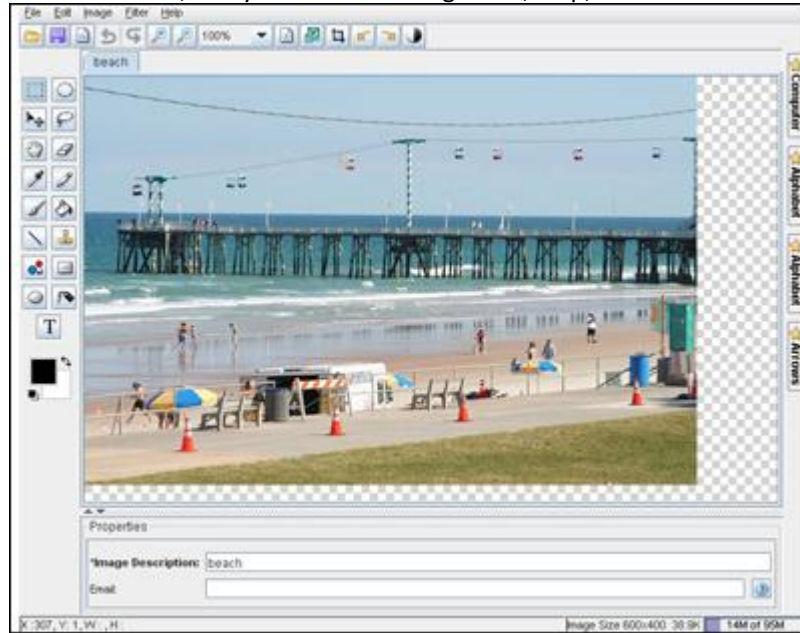 File Edit Image Filter Help
100%
beach
Computer
Alphabet
Alphabet
Arrows
T
Properties
*Image Description: beach
Email
X:307, Y: 1, W: , H: Image Size 600x400 38.9K 14M of 95M